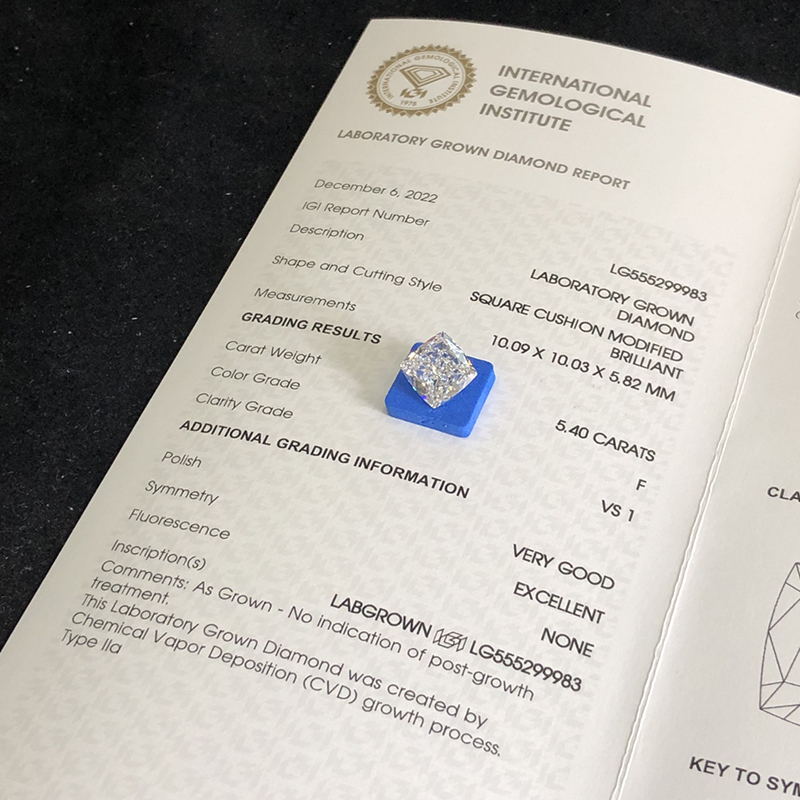 INTERNATIONAL GEMOLOGICAL INSTITUTE
1975
INTERNATIONAL
GEMOLOGICAL
INSTITUTE
LABORATORY GROWN DIAMOND REPORT
December 6, 2022
IGI Report Number LG555299983
Description LABORATORY GROWN
DIAMOND
Shape and Cutting Style SQUARE CUSHION MODIFIED
BRILLIANT
Measurements 10.09 X 10.03 X 5.82 MM
GRADING RESULTS
Carat Weight 5.40 CARATS
Color Grade F
Clarity Grade VS 1
ADDITIONAL GRADING INFORMATION
Polish VERY GOOD
Symmetry EXCELLENT
Fluorescence NONE
Inscription(s) LABGROWN IGI LG555299983
Comments: As Grown - No indication of post-growth
treatment.
This Laboratory Grown Diamond was created by
Chemical Vapor Deposition (CVD) growth process.
Type IIa
CLA
KEY TO SYM